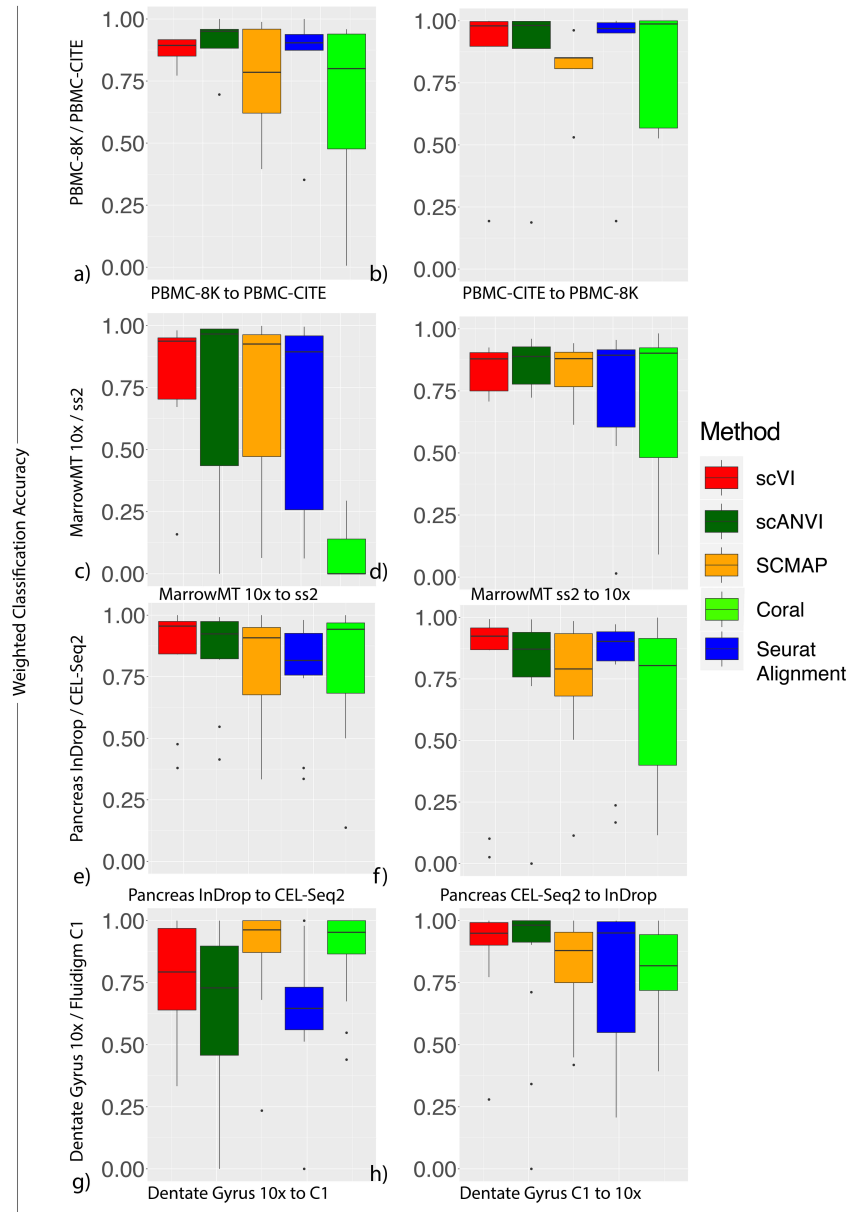 Weighted Classification Accuracy
PBMC-8K / PBMC-CITE
1.00
0.75
0.50
0.25
0.00
a)
PBMC-8K to PBMC-CITE
1.00
0.75
0.50
0.25
0.00
b)
PBMC-CITE to PBMC-8K
MarrowMT 10x / ss2
1.00
0.75
0.50
0.25
0.00
c)
MarrowMT 10x to ss2
1.00
0.75
0.50
0.25
0.00
d)
MarrowMT ss2 to 10x
Pancreas InDrop / CEL-Seq2
1.00
0.75
0.50
0.25
0.00
e)
Pancreas InDrop to CEL-Seq2
1.00
0.75
0.50
0.25
0.00
f)
Pancreas CEL-Seq2 to InDrop
Dentate Gyrus 10x / Fluidigm C1
1.00
0.75
0.50
0.25
0.00
g)
Dentate Gyrus 10x to C1
1.00
0.75
0.50
0.25
0.00
h)
Dentate Gyrus C1 to 10x
Method
scVI
scANVI
SCMAP
Coral
Seurat
Alignment